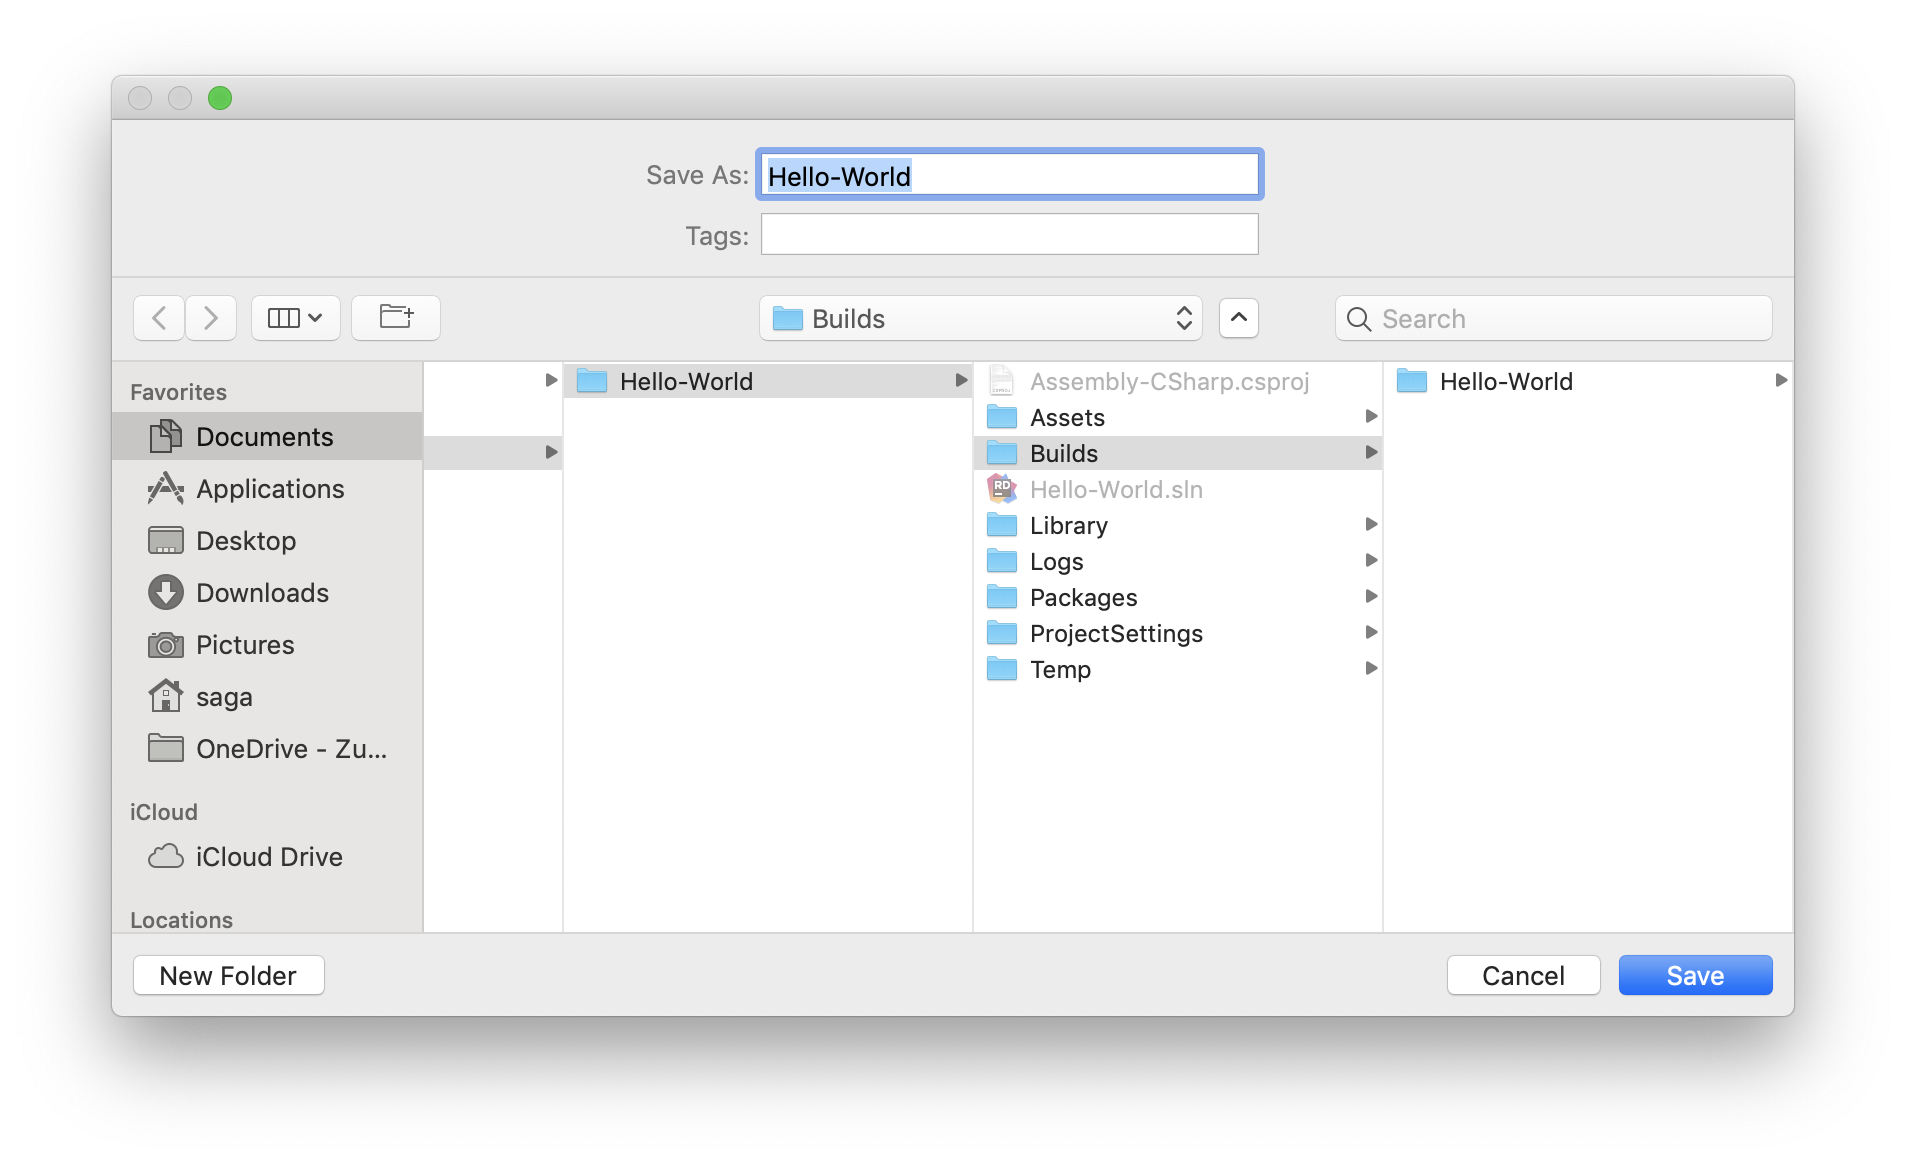 Save As: Hello-World
Tags:
Builds
Search
Favorites
Documents
Applications
Desktop
Downloads
Pictures
saga
OneDrive - Zu...
iCloud
iCloud Drive
Locations
Hello-World
Assembly-CSharp.csproj
Assets
Builds
RD
Hello-World.sln
Library
Logs
Packages
ProjectSettings
Temp
Hello-World
New Folder
Cancel
Save